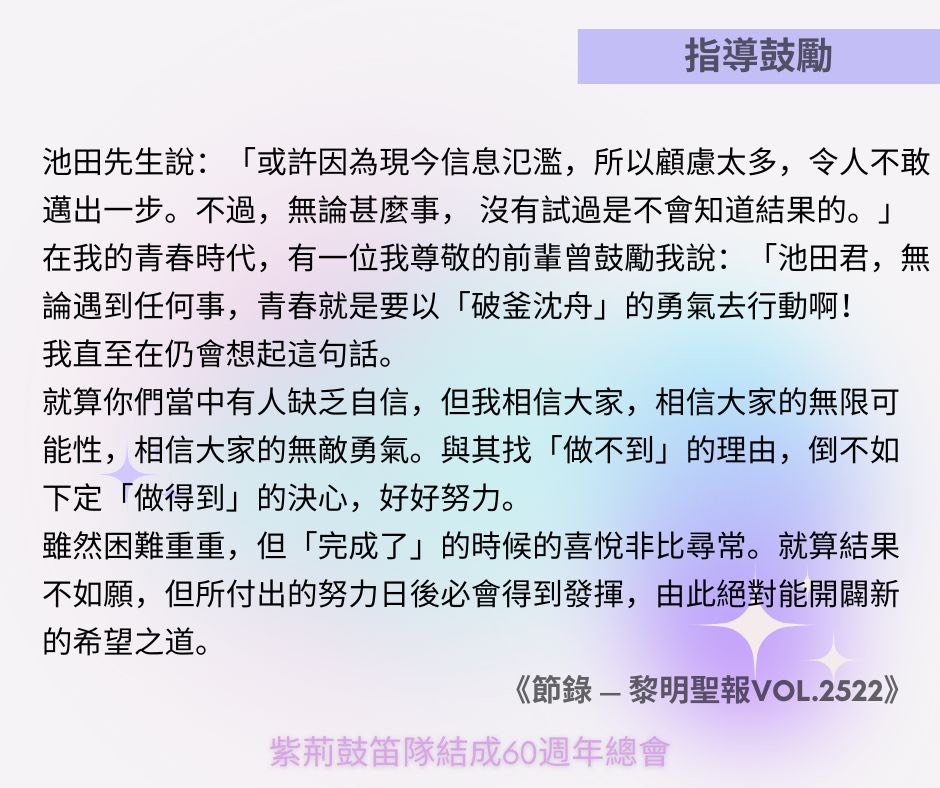 指導鼓勵
池田先生說：「或許因為現今信息氾濫，所以顧慮太多，令人不敢
邁出一步。不過，無論甚麼事， 沒有試過是不會知道結果的。」
在我的青春時代，有一位我尊敬的前輩曾鼓勵我說：「池田君，無
論遇到任何事，青春就是要以「破釜沈舟」的勇氣去行動啊！
我直至在仍會想起這句話。
就算你們當中有人缺乏自信，但我相信大家，相信大家的無限可
能性，相信大家的無敵勇氣。與其找「做不到」的理由，倒不如
下定「做得到」的決心，好好努力。
雖然困難重重，但「完成了」的時候的喜悅非比尋常。就算結果
不如願，但所付出的努力日後必會得到發揮，由此絕對能開闢新
的希望之道。
《節錄 – 黎明聖報VOL.2522》
紫荊鼓笛隊結成60週年總會